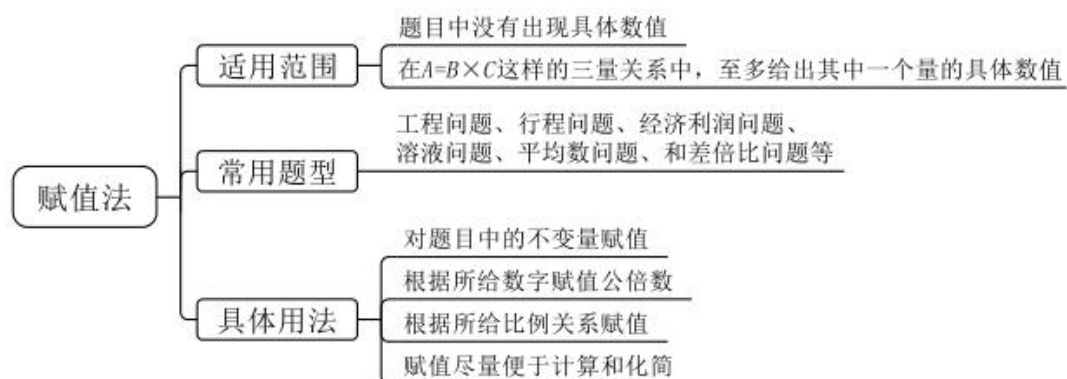 赋值法
适用范围
题目中没有出现具体数值
在A=B×C这样的三量关系中，至多给出其中一个量的具体数值
常用题型
工程问题、行程问题、经济利润问题、
溶液问题、平均数问题、和差倍比问题等
具体用法
对题目中的不变量赋值
根据所给数字赋值公倍数
根据所给比例关系赋值
赋值尽量便于计算和化简